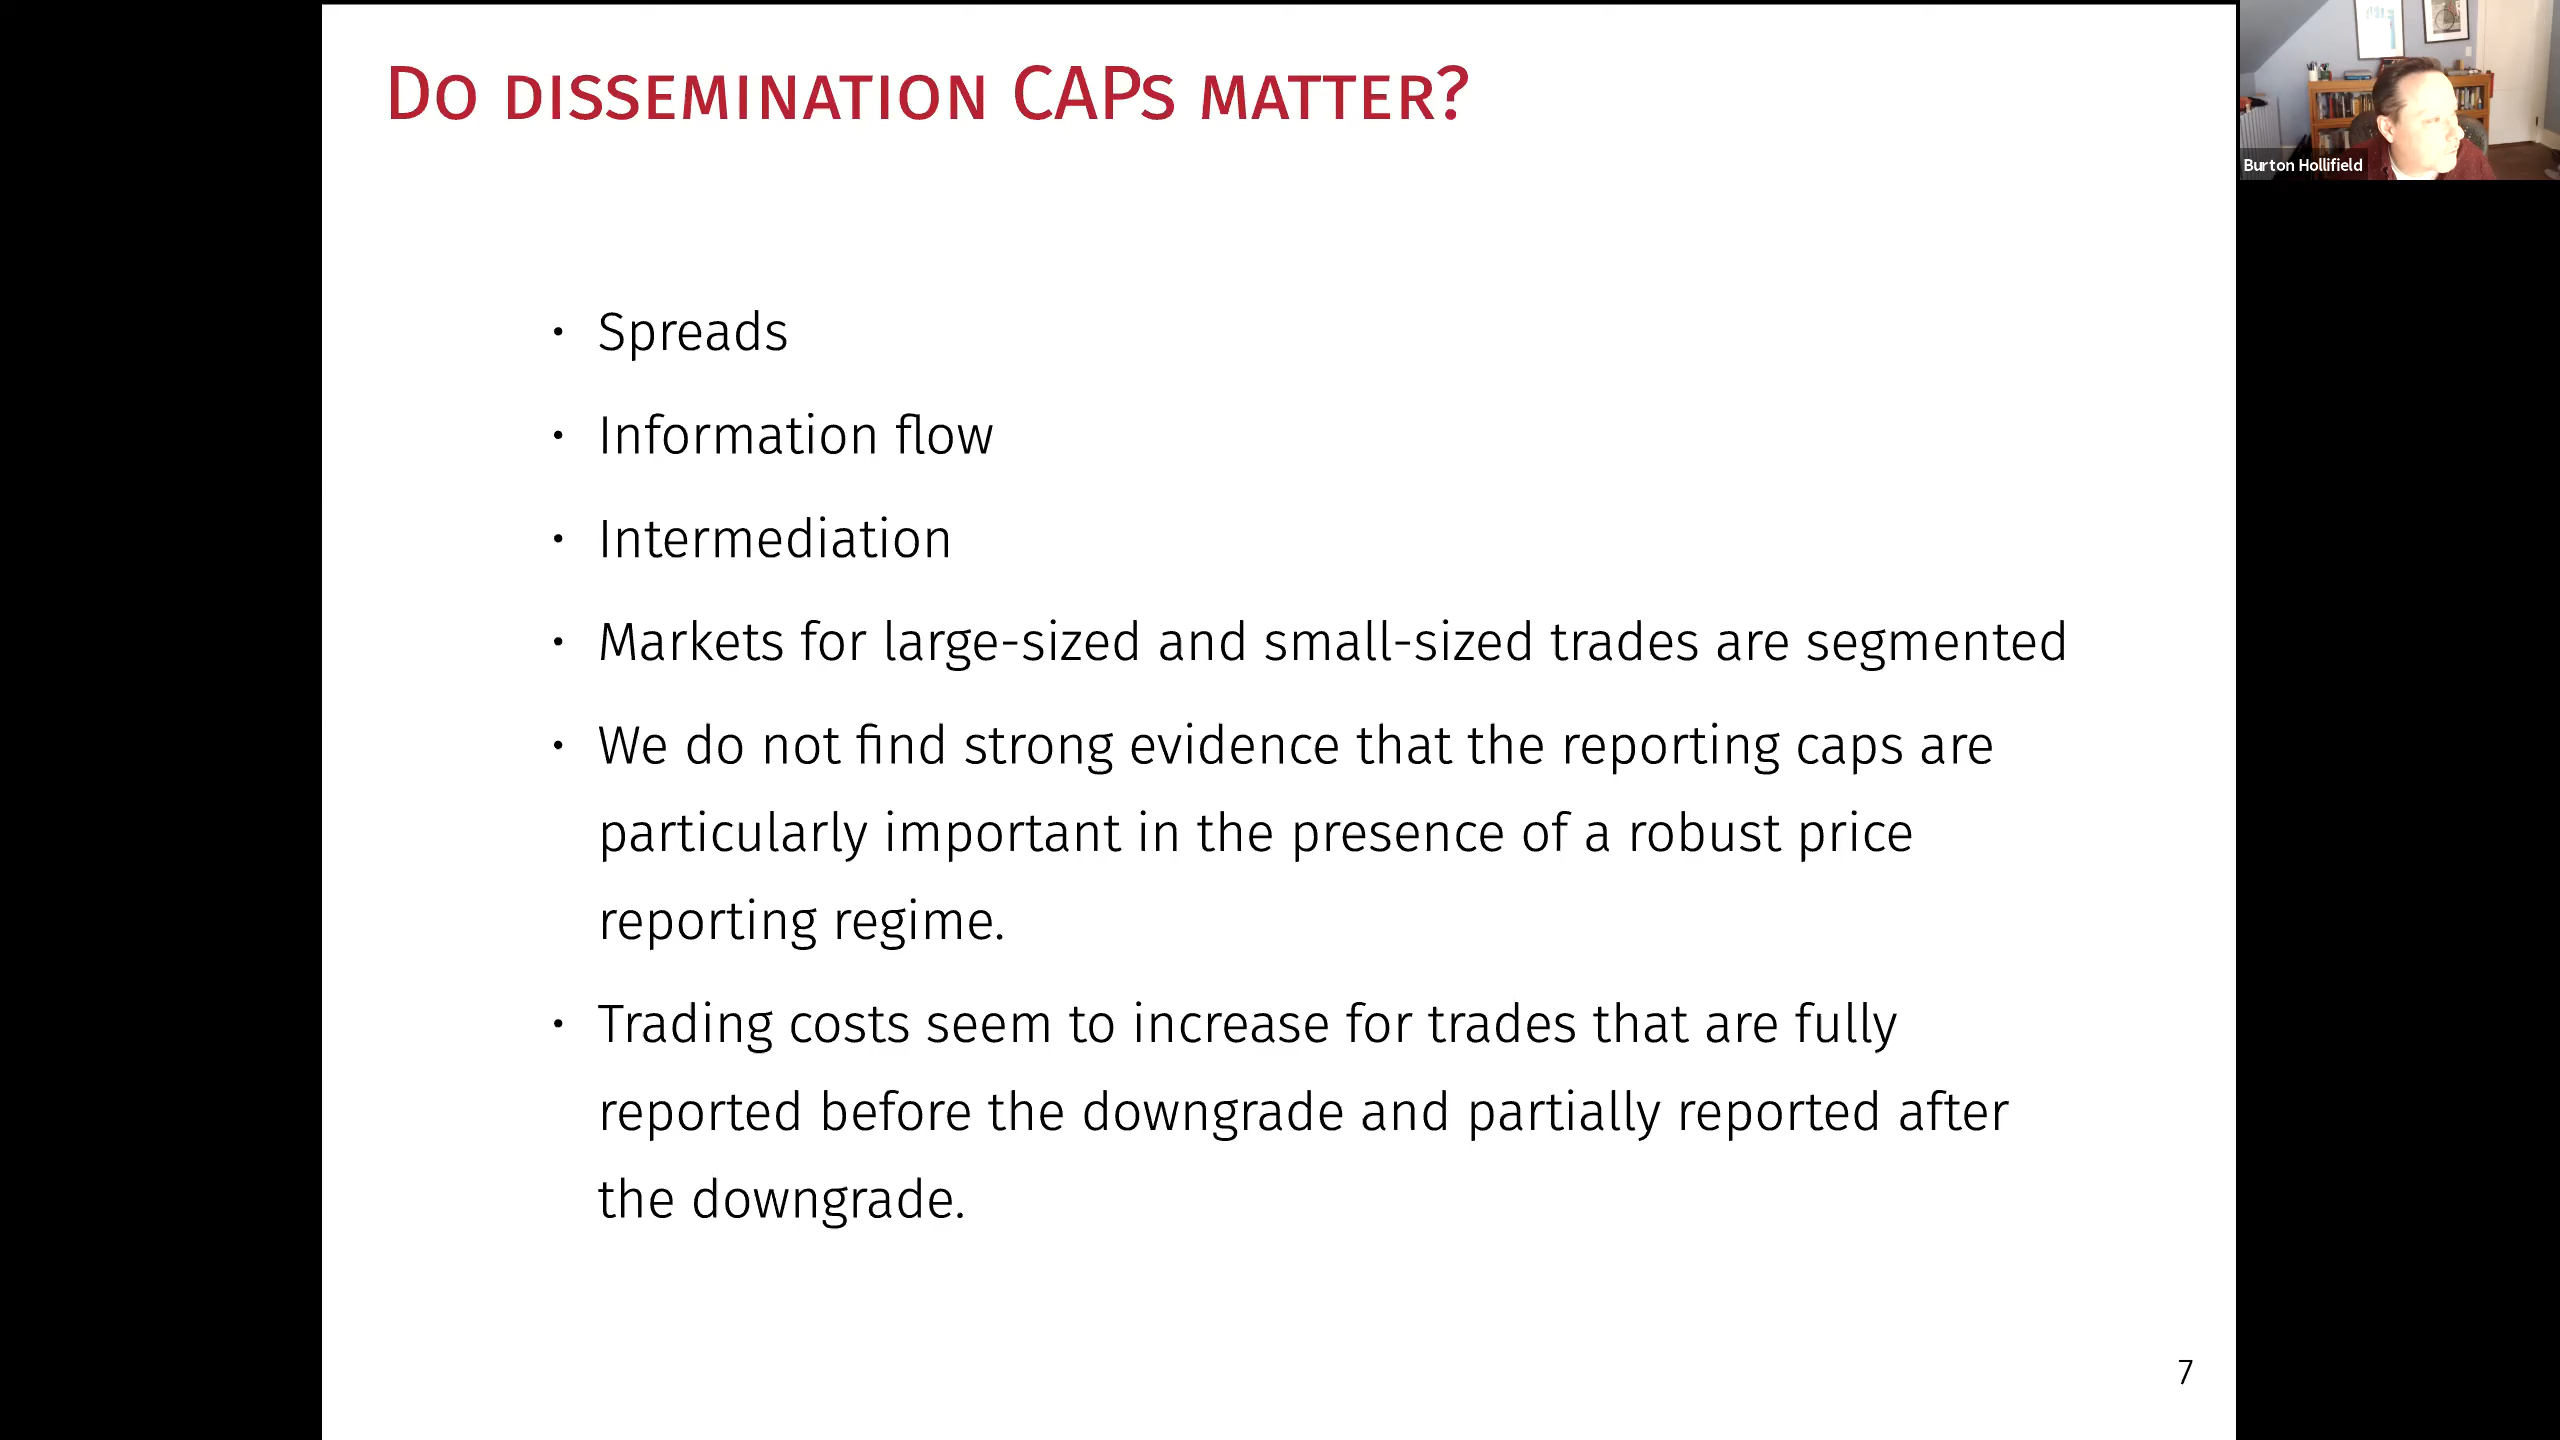 Do dissemination CAPs matter?
Burton Hollifield
• Spreads
• Information flow
• Intermediation
• Markets for large-sized and small-sized trades are segmented
• We do not find strong evidence that the reporting caps are
particularly important in the presence of a robust price
reporting regime.
• Trading costs seem to increase for trades that are fully
reported before the downgrade and partially reported after
the downgrade.
7